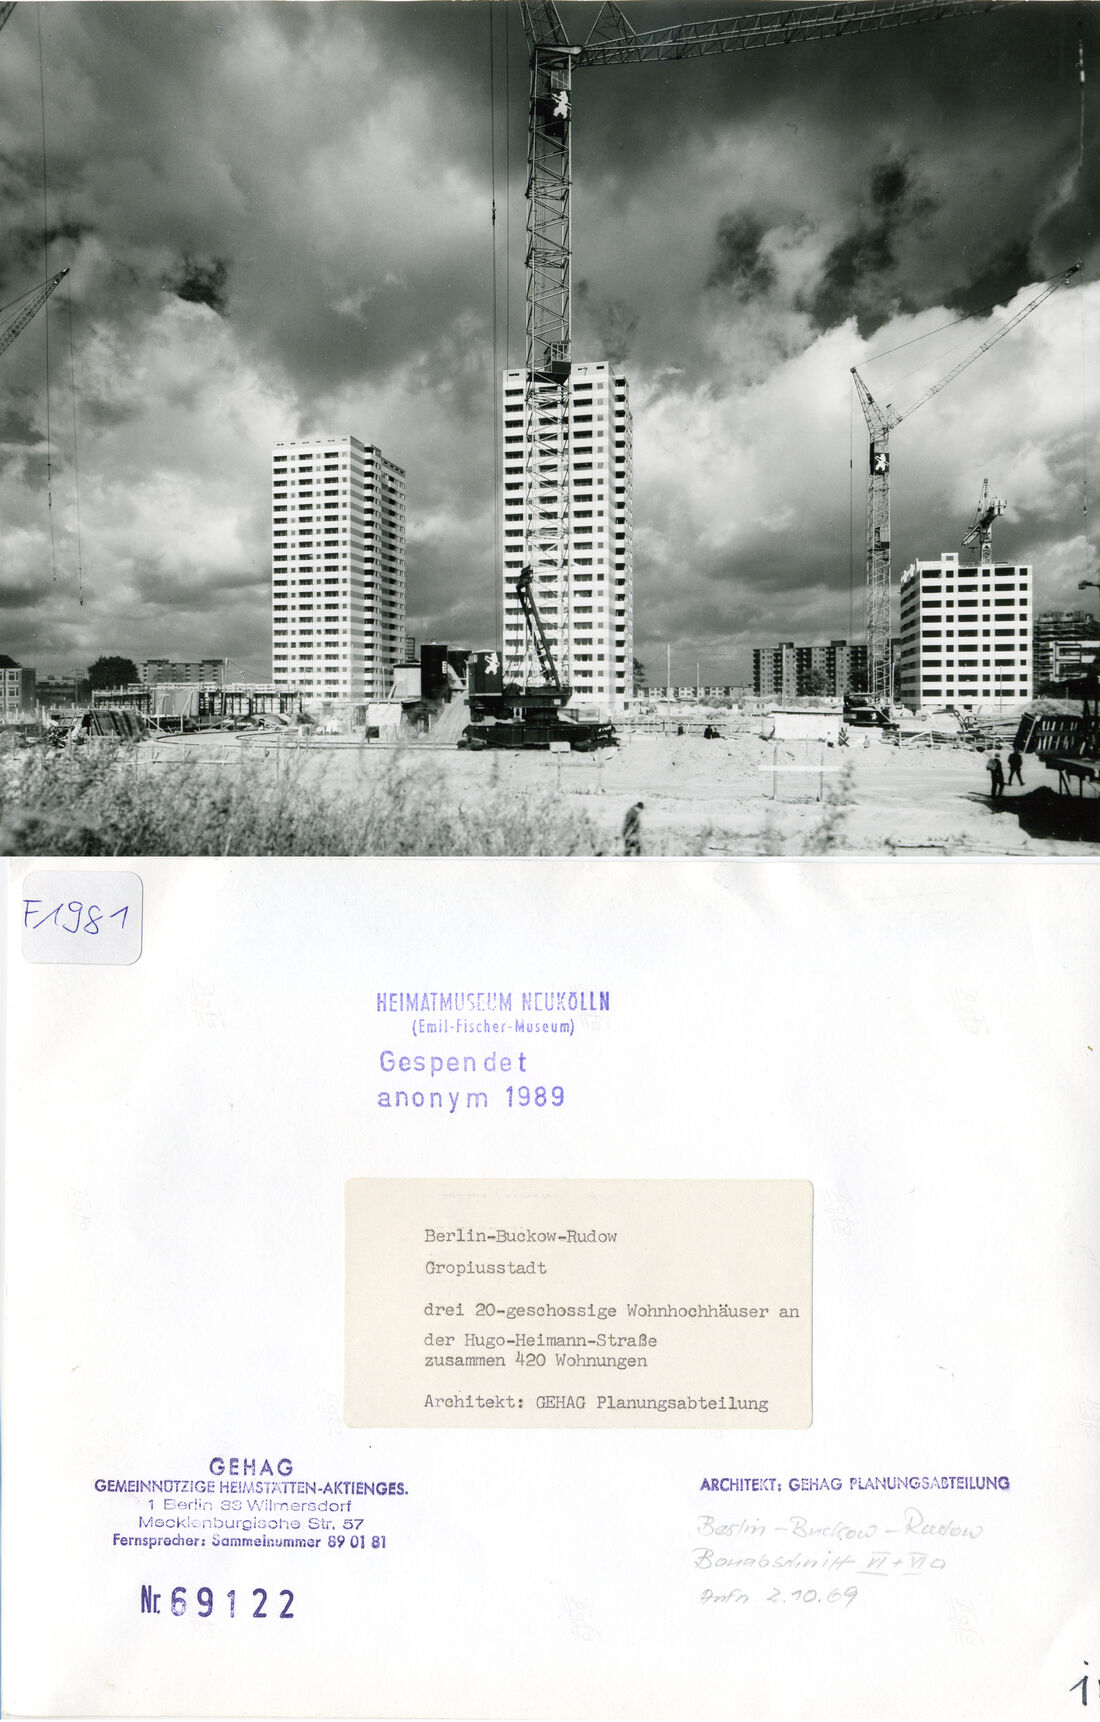 F1981
HEIMATMUSEUM NEUKÖLLN
(Emil-Fischer-Museum)
Gespendet
anonym 1989
Berlin-Buckow-Rudow
Gropiusstadt
drei 20-geschossige Wohnhochhäuser an
der Hugo-Heimann-Straße
zusammen 420 Wohnungen
Architekt: GEHAG Planungsabteilung
GEHAG
GEMEINNÜTZIGE HEIMSTÄTTEN-AKTIENGES.
1 Berlin 33 Wilmersdorf
Mecklenburgische Str. 57
Fernsprecher: Sammelnummer 89 01 81
Nr. 69122
ARCHITEKT: GEHAG PLANUNGSABTEILUNG
Berlin - Buckow - Rudow
Bauabschnitt VI + VI a
Aufn. 2.10.69